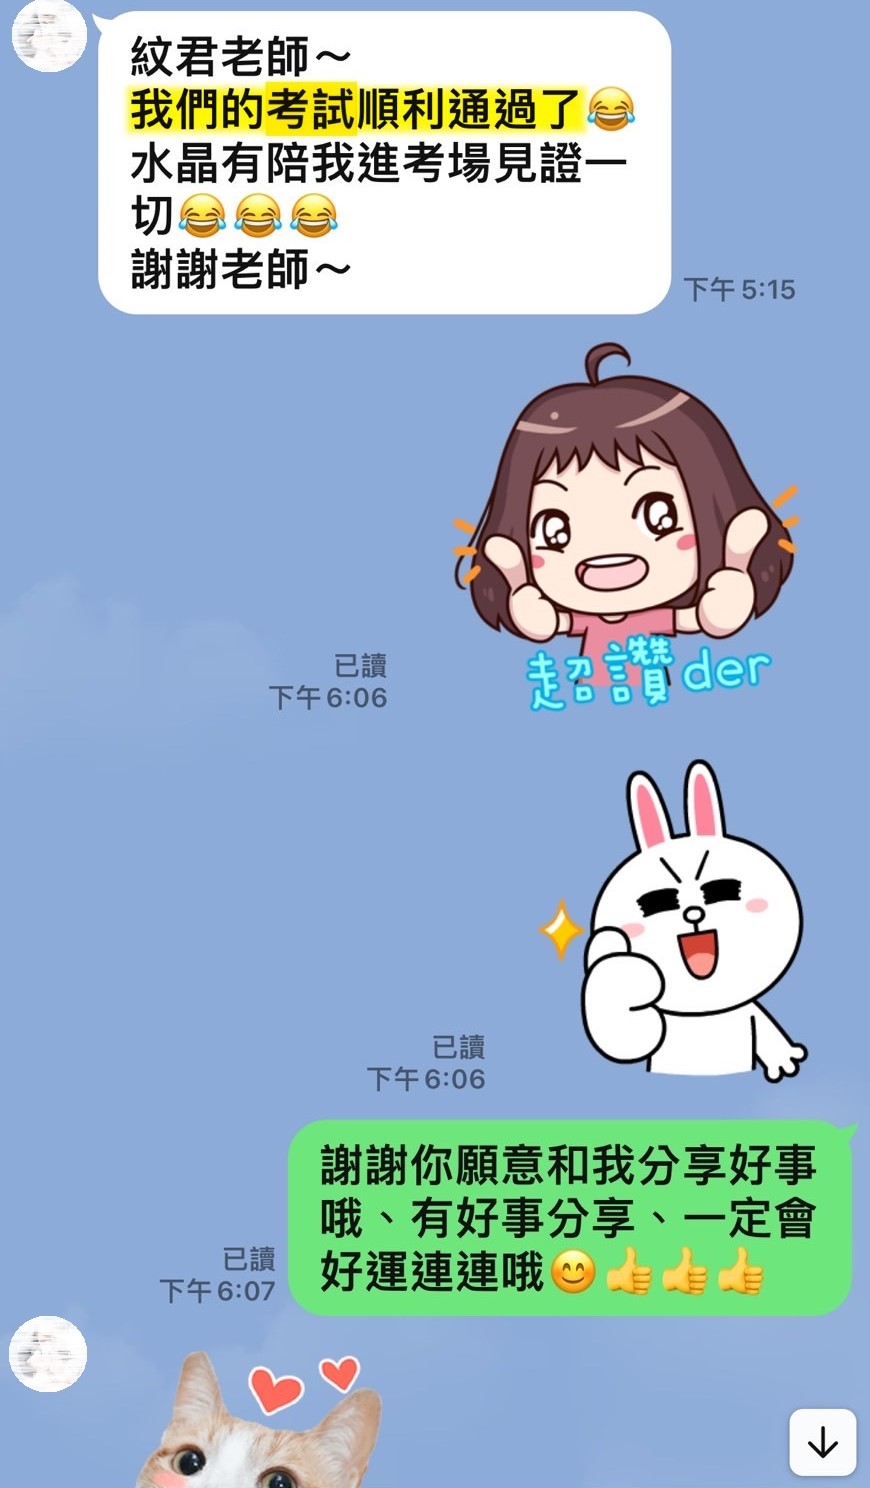 紋君老師～
我們的考試順利通過了😂
水晶有陪我進考場見證一
切😂😂😂
謝謝老師～
下午 5:15
超讚der
已讀
下午 6:06
已讀
下午 6:06
謝謝你願意和我分享好事
哦、有好事分享、一定會
好運連連哦😊👍👍👍
已讀
下午 6:07